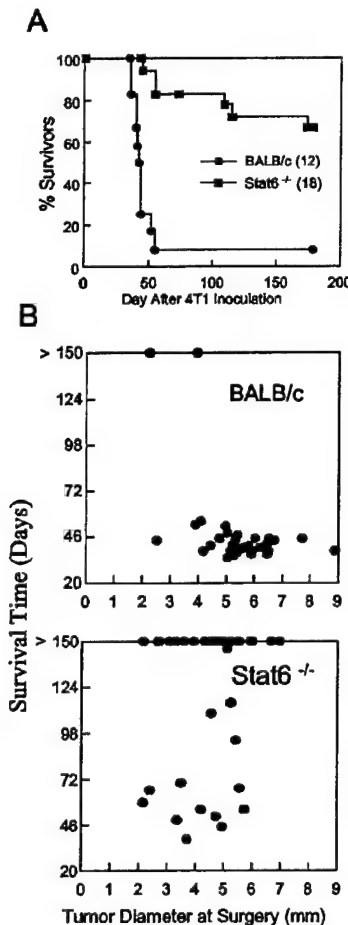 A
% Survivors
100
80
60
40
20
0
BALB/c (12)
Stat6 -/- (18)
0 50 100 150 200
Day After 4T1 Inoculation
B
Survival Time (Days)
> 150
124
98
72
46
20
BALB/c
0 1 2 3 4 5 6 7 8 9
> 150
124
98
72
46
20
Stat6 -/-
0 1 2 3 4 5 6 7 8 9
Tumor Diameter at Surgery (mm)